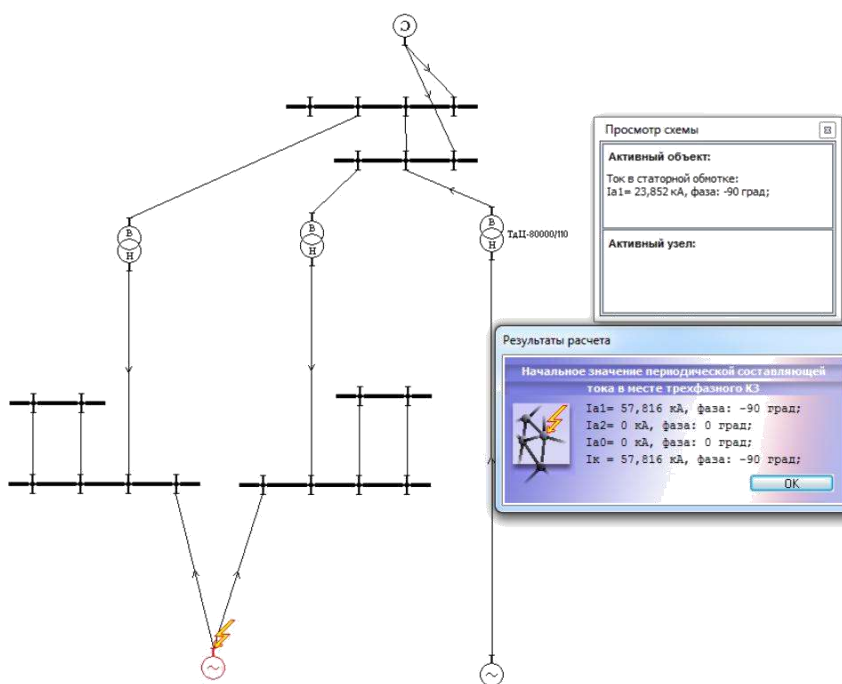 С
Просмотр схемы
Активный объект:
Ток в статорной обмотке:
Ia1= 23,852 кА, фаза: -90 град;
Активный узел:
В
Н
В
Н
В
Н
ТдЦ-80000/110
Результаты расчета
Начальное значение периодической составляющей
тока в месте трехфазного КЗ
Ia1= 57,816 кА, фаза: -90 град;
Ia2= 0 кА, фаза: 0 град;
Ia0= 0 кА, фаза: 0 град;
Iк = 57,816 кА, фаза: -90 град;
OK